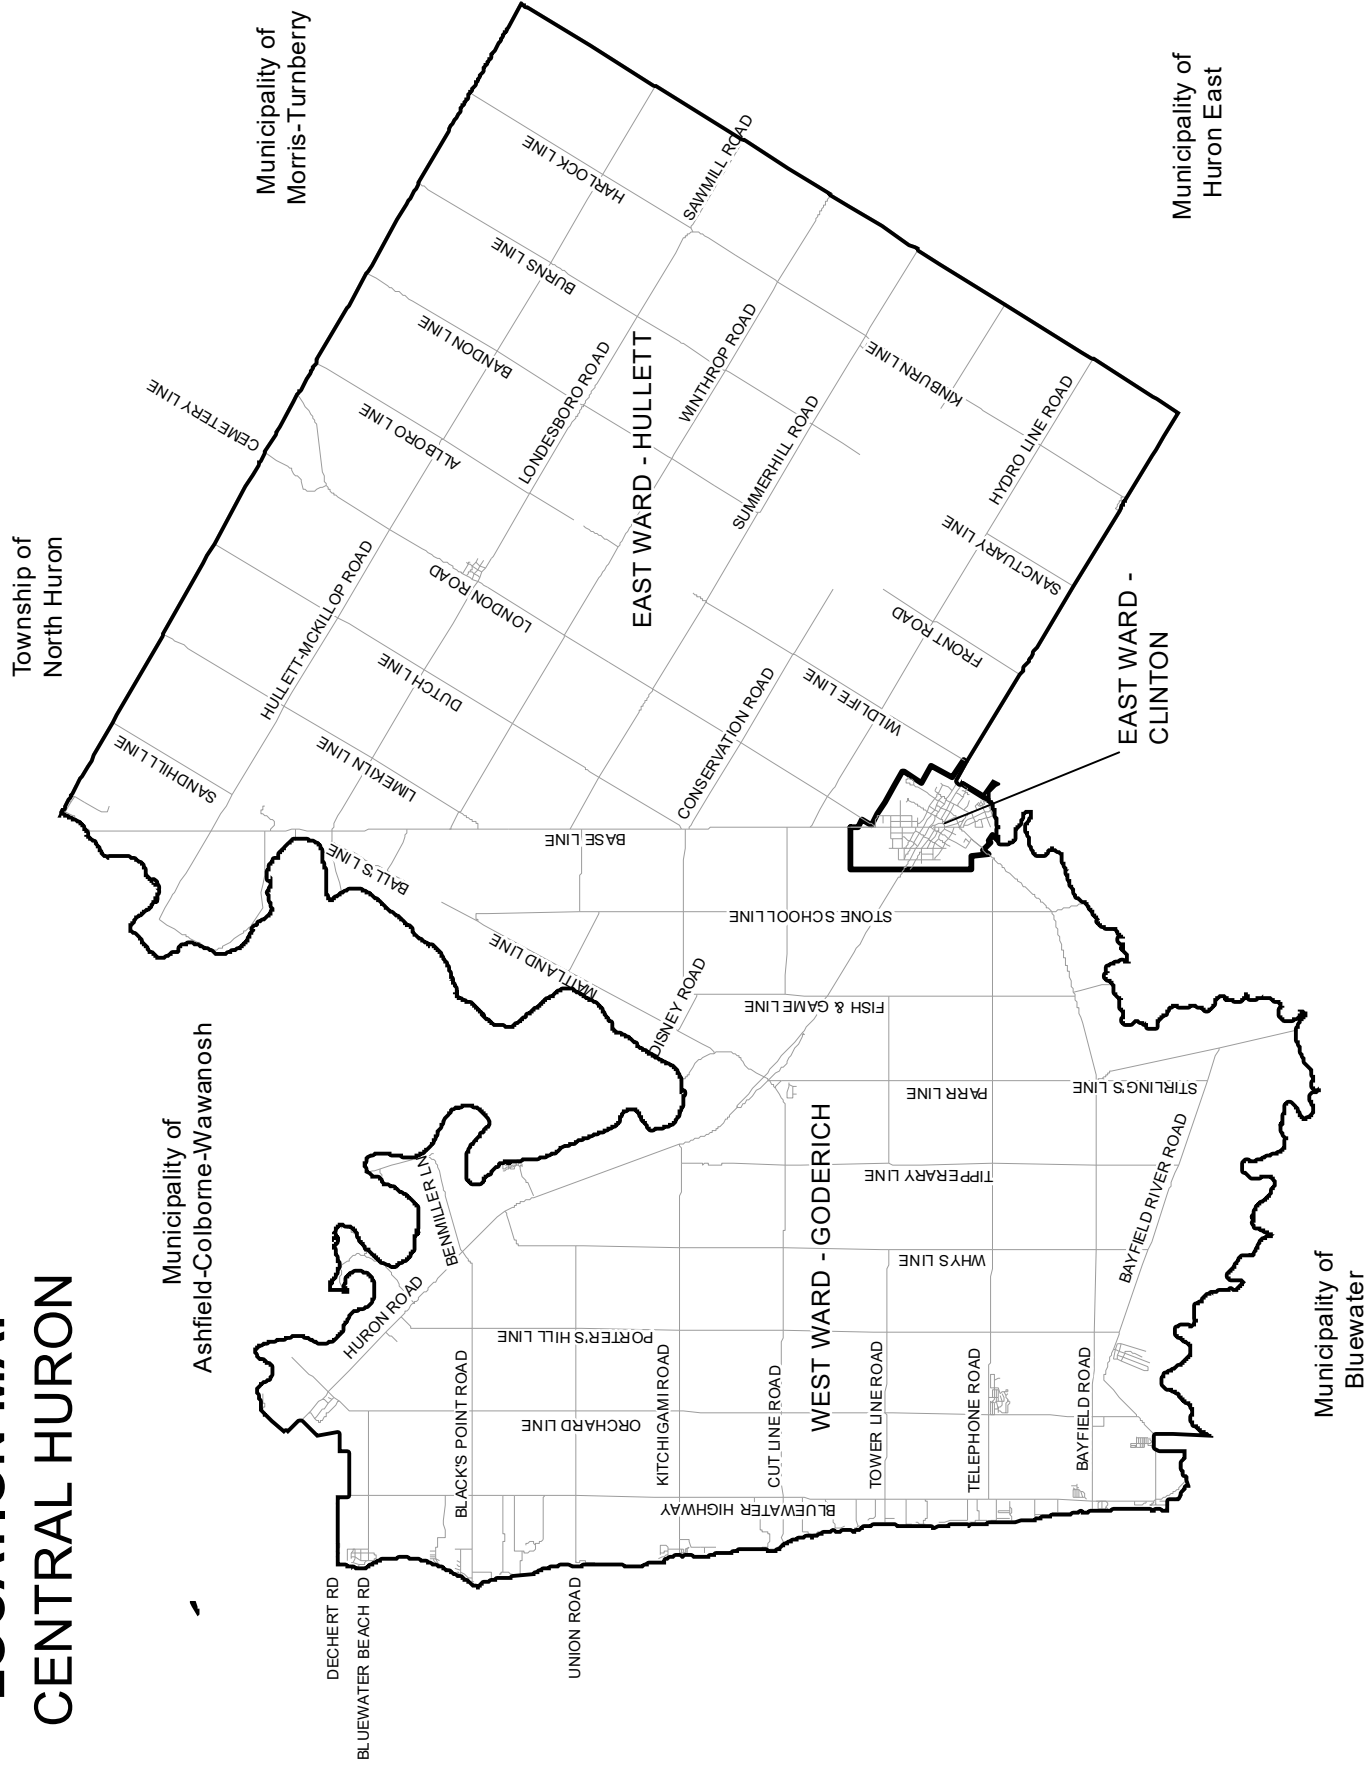 LOCATION MAP
CENTRAL HURON
Township of
North Huron
Municipality of
Ashfield-Colborne-Wawanosh
Municipality of
Morris-Turnberry
Municipality of
Huron East
Municipality of
Bluewater
CEMETERY LINE
SANDHILL LINE
HULLETT-MCKILLOP ROAD
LIMEKILN LINE
DUTCH LINE
LONDON ROAD
ALLBORO LINE
BANDON LINE
BURNS LINE
HARLOCK LINE
LONDESBORO ROAD
SAWMILL ROAD
EAST WARD - HULLETT
WINTHROP ROAD
SUMMERHILL ROAD
KINBURN LINE
HYDRO LINE ROAD
SANCTUARY LINE
FRONT ROAD
WILDLIFE LINE
CONSERVATION ROAD
BASE LINE
BALL'S LINE
MAITLAND LINE
STONE SCHOOL LINE
DISNEY ROAD
FISH & GAME LINE
EAST WARD -
CLINTON
PARR LINE
STIRLING'S LINE
TIPPERARY LINE
BAYFIELD RIVER ROAD
WHYS LINE
WEST WARD - GODERICH
BENMILLER LN
HURON ROAD
PORTER'S HILL LINE
ORCHARD LINE
BLACK'S POINT ROAD
KITCHIGAMI ROAD
CUT LINE ROAD
TOWER LINE ROAD
TELEPHONE ROAD
BAYFIELD ROAD
BLUEWATER HIGHWAY
DECHERT RD
BLUEWATER BEACH RD
UNION ROAD